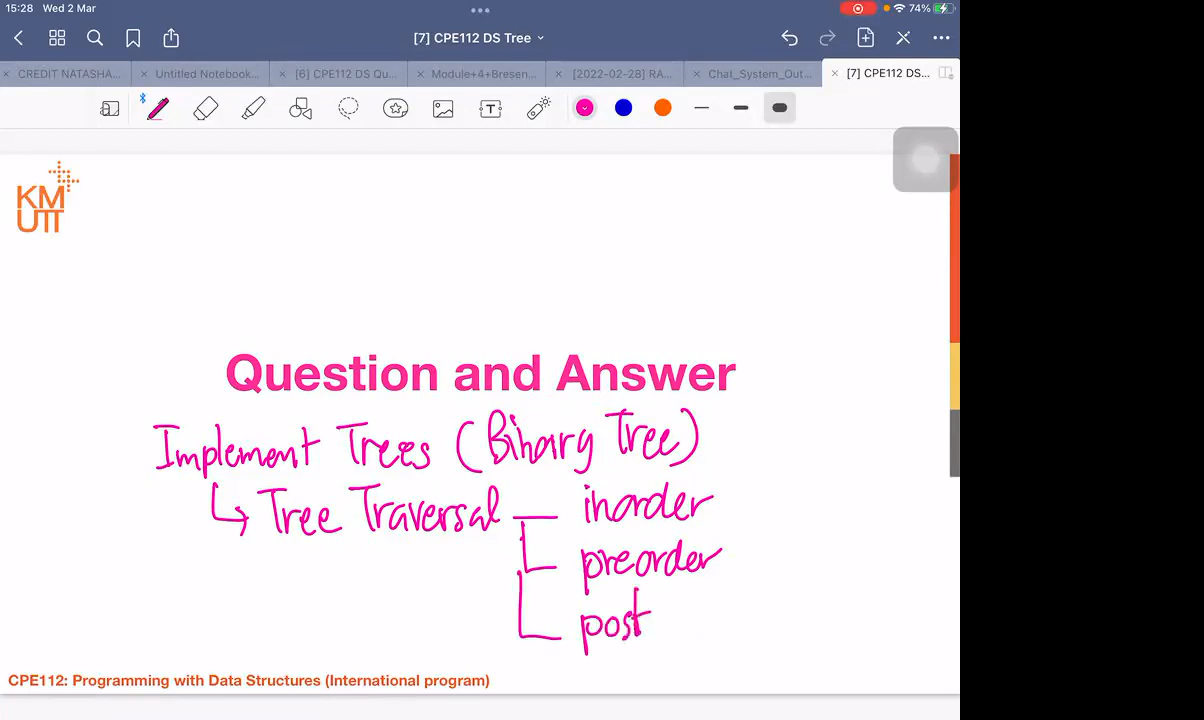 15:28 Wed 2 Mar
74%
[7] CPE112 DS Tree
CREDIT NATASHA...
Untitled Notebook...
[6] CPE112 DS Qu...
Module+4+Bresen...
[2022-02-28] RA...
Chat_System_Out...
[7] CPE112 DS...
T
KM
UTT
Question and Answer
Implement Trees (Binary Tree)
Tree Traversal
inorder
preorder
post
CPE112: Programming with Data Structures (International program)